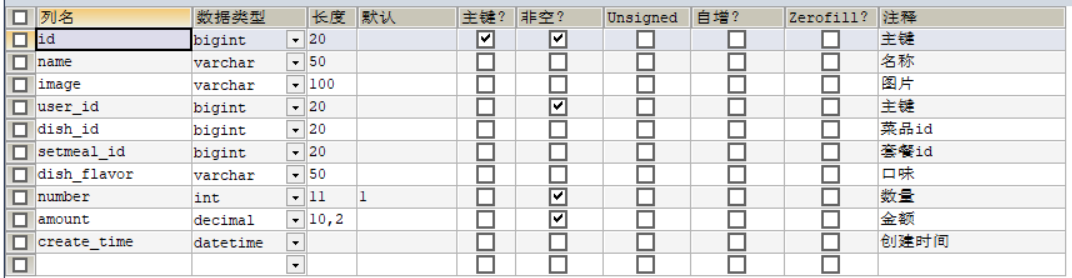 列名 数据类型 长度 默认 主键? 非空? Unsigned 自增? Zerofill? 注释
id bigint 20 主键
name varchar 50 名称
image varchar 100 图片
user_id bigint 20 主键
dish_id bigint 20 菜品id
setmeal_id bigint 20 套餐id
dish_flavor varchar 50 口味
number int 11 1 数量
amount decimal 10,2 金额
create_time datetime 创建时间